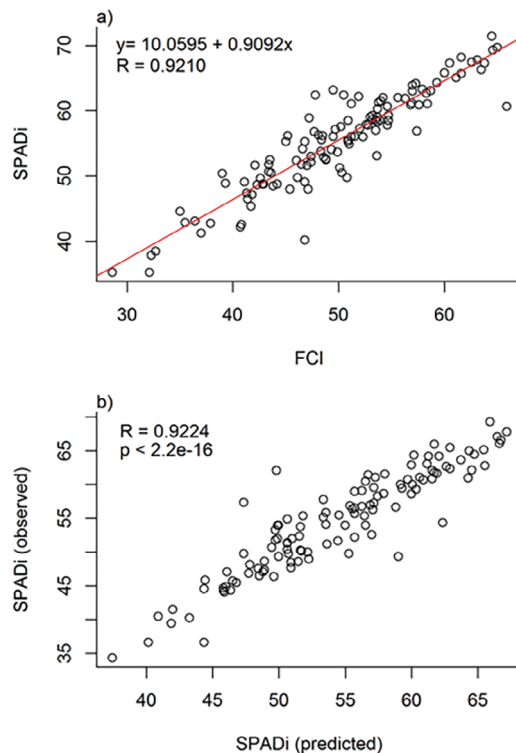 a)
y= 10.0595 + 0.9092x
R = 0.9210
70
60
50
40
SPADi
30 40 50 60
FCI
b)
R = 0.9224
p < 2.2e-16
65
55
45
35
SPADi (observed)
40 45 50 55 60 65
SPADi (predicted)